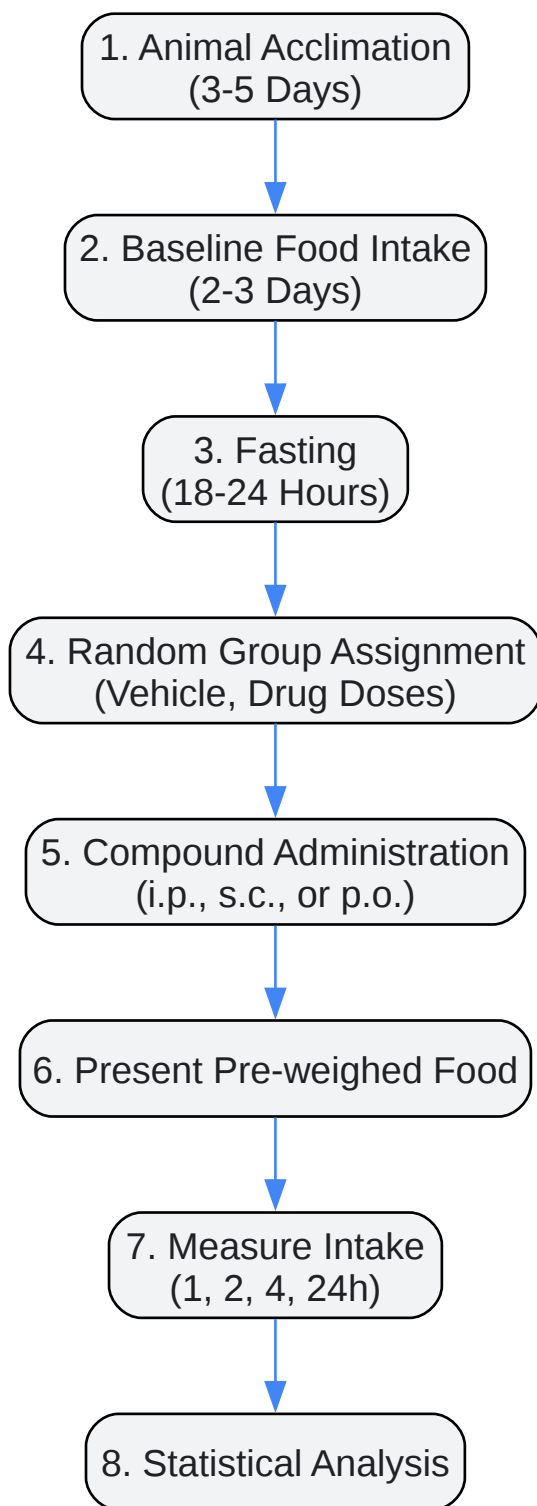 1. Animal Acclimation
(3-5 Days)
2. Baseline Food Intake
(2-3 Days)
3. Fasting
(18-24 Hours)
4. Random Group Assignment
(Vehicle, Drug Doses)
5. Compound Administration
(i.p., s.c., or p.o.)
6. Present Pre-weighed Food
7. Measure Intake
(1, 2, 4, 24h)
8. Statistical Analysis